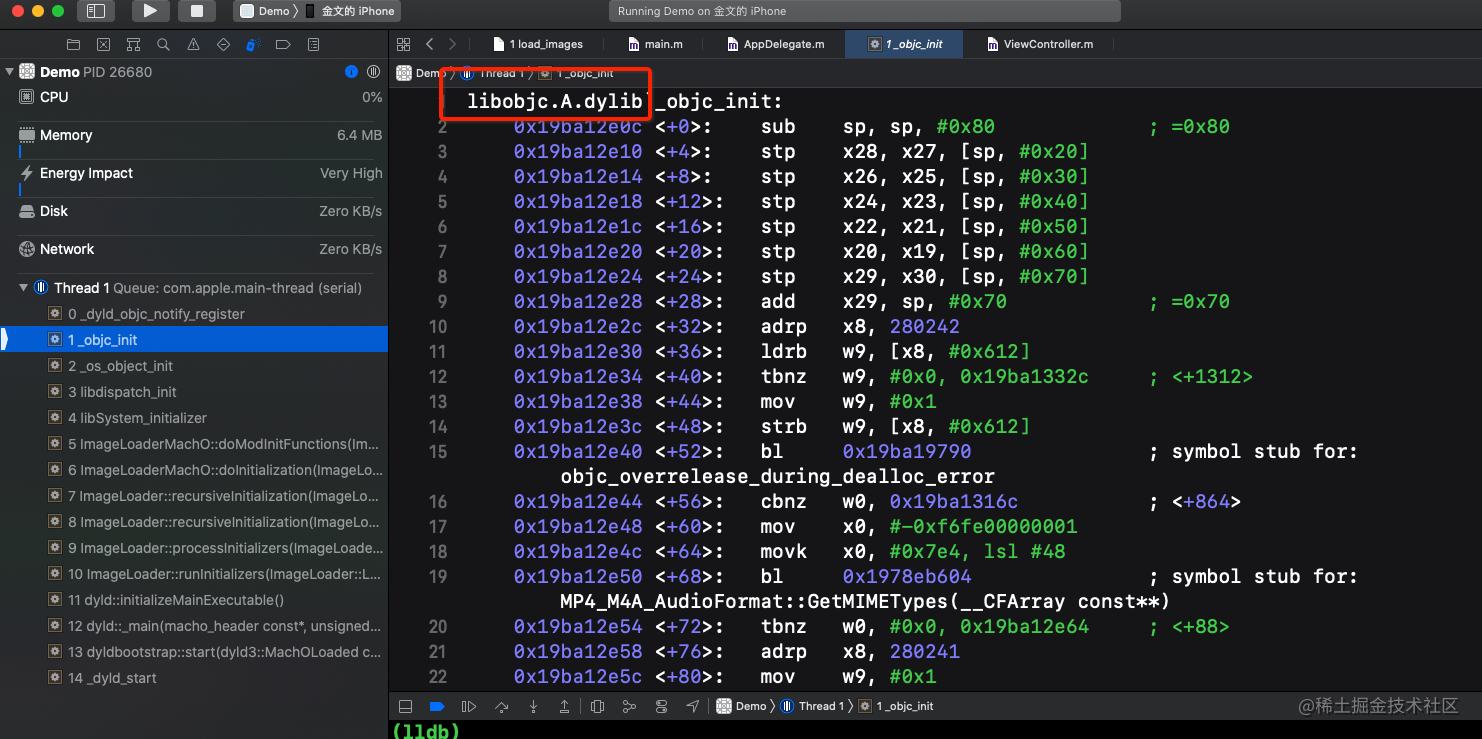 Demo 〉 金文的 iPhone
Running Demo on 金文的 iPhone
1 load_images
main.m
AppDelegate.m
1 _objc_init
ViewController.m
Demo PID 26680
CPU 0%
Memory 6.4 MB
Energy Impact Very High
Disk Zero KB/s
Network Zero KB/s
Thread 1 Queue: com.apple.main-thread (serial)
0 _dyld_objc_notify_register
1 _objc_init
2 _os_object_init
3 libdispatch_init
4 libSystem_initializer
5 ImageLoaderMachO::doModInitFunctions(Im...
6 ImageLoaderMachO::doInitialization(ImageLo...
7 ImageLoader::recursiveInitialization(ImageLo...
8 ImageLoader::recursiveInitialization(ImageLo...
9 ImageLoader::processInitializers(ImageLoade...
10 ImageLoader::runInitializers(ImageLoader::L...
11 dyld::initializeMainExecutable()
12 dyld::_main(macho_header const*, unsigned...
13 dyldbootstrap::start(dyld3::MachOLoaded c...
14 _dyld_start
Demo 〉 Thread 1 〉 1 _objc_init
libobjc.A.dylib`_objc_init:
2 0x19ba12e0c <+0>: sub sp, sp, #0x80 ; =0x80
3 0x19ba12e10 <+4>: stp x28, x27, [sp, #0x20]
4 0x19ba12e14 <+8>: stp x26, x25, [sp, #0x30]
5 0x19ba12e18 <+12>: stp x24, x23, [sp, #0x40]
6 0x19ba12e1c <+16>: stp x22, x21, [sp, #0x50]
7 0x19ba12e20 <+20>: stp x20, x19, [sp, #0x60]
8 0x19ba12e24 <+24>: stp x29, x30, [sp, #0x70]
9 0x19ba12e28 <+28>: add x29, sp, #0x70 ; =0x70
10 0x19ba12e2c <+32>: adrp x8, 280242
11 0x19ba12e30 <+36>: ldrb w9, [x8, #0x612]
12 0x19ba12e34 <+40>: tbnz w9, #0x0, 0x19ba1332c ; <+1312>
13 0x19ba12e38 <+44>: mov w9, #0x1
14 0x19ba12e3c <+48>: strb w9, [x8, #0x612]
15 0x19ba12e40 <+52>: bl 0x19ba19790 ; symbol stub for:
objc_overrelease_during_dealloc_error
16 0x19ba12e44 <+56>: cbnz w0, 0x19ba1316c ; <+864>
17 0x19ba12e48 <+60>: mov x0, #-0xf6fe00000001
18 0x19ba12e4c <+64>: movk x0, #0x7e4, lsl #48
19 0x19ba12e50 <+68>: bl 0x1978eb604 ; symbol stub for:
MP4_M4A_AudioFormat::GetMIMETypes(__CFArray const**)
20 0x19ba12e54 <+72>: tbnz w0, #0x0, 0x19ba12e64 ; <+88>
21 0x19ba12e58 <+76>: adrp x8, 280241
22 0x19ba12e5c <+80>: mov w9, #0x1
Demo 〉 Thread 1 〉 1 _objc_init
@稀土掘金技术社区
(lldb)